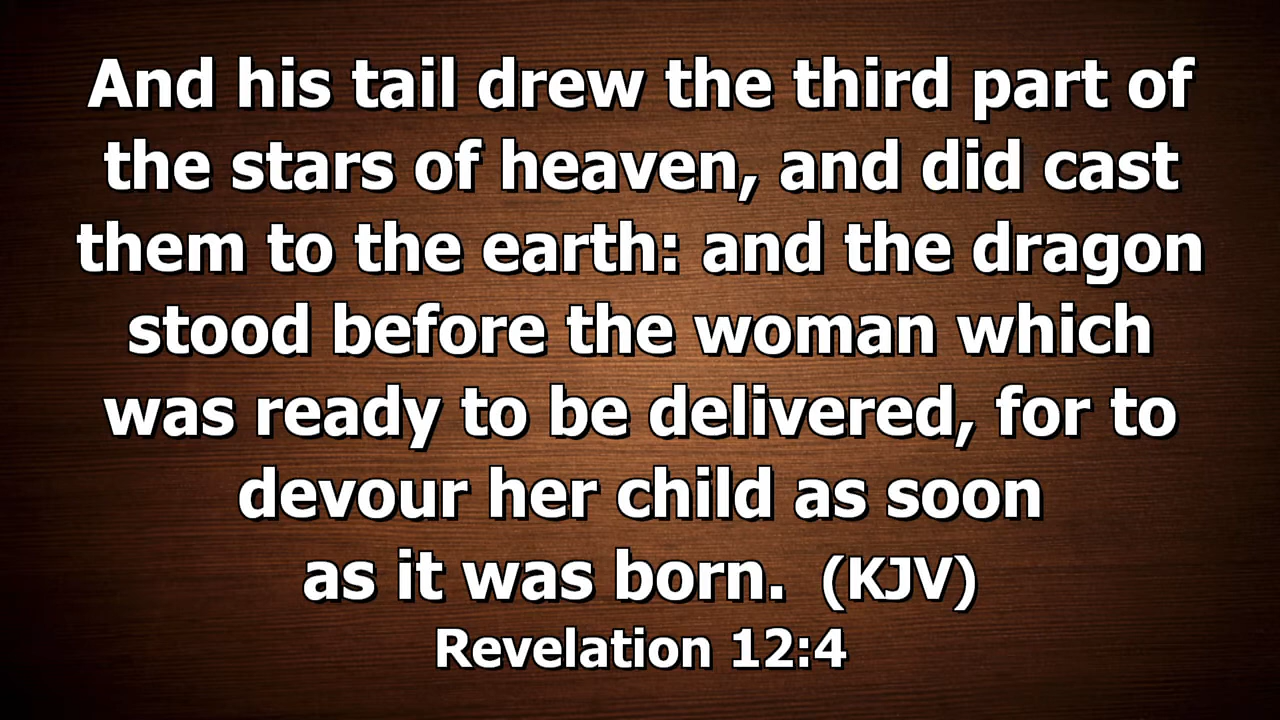 And his tail drew the third part of
the stars of heaven, and did cast
them to the earth: and the dragon
stood before the woman which
was ready to be delivered, for to
devour her child as soon
as it was born.  (KJV)
Revelation 12:4